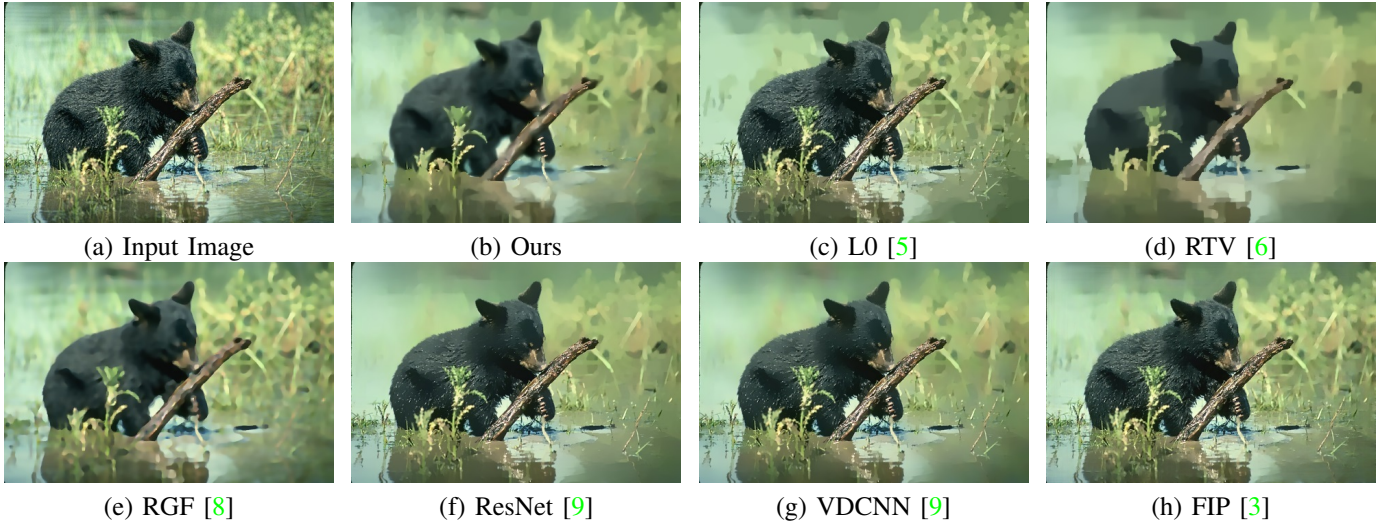 (a) Input Image
(b) Ours
(c) L0 [5]
(d) RTV [6]
(e) RGF [8]
(f) ResNet [9]
(g) VDCNN [9]
(h) FIP [3]